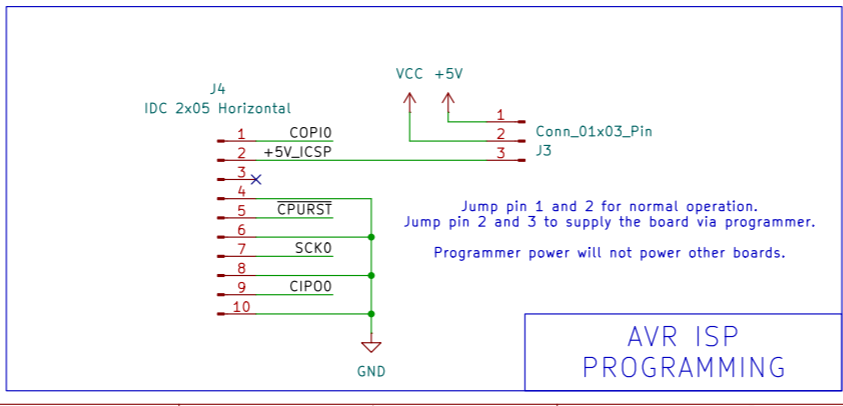 VCC +5V
J4
IDC 2x05 Horizontal
1 COPI0
2 +5V_ICSP
3
4
5 CPURST
6
7 SCK0
8
9 CIPO0
10
GND
1
2 Conn_01x03_Pin
3 J3
Jump pin 1 and 2 for normal operation.
Jump pin 2 and 3 to supply the board via programmer.
Programmer power will not power other boards.
AVR ISP
PROGRAMMING